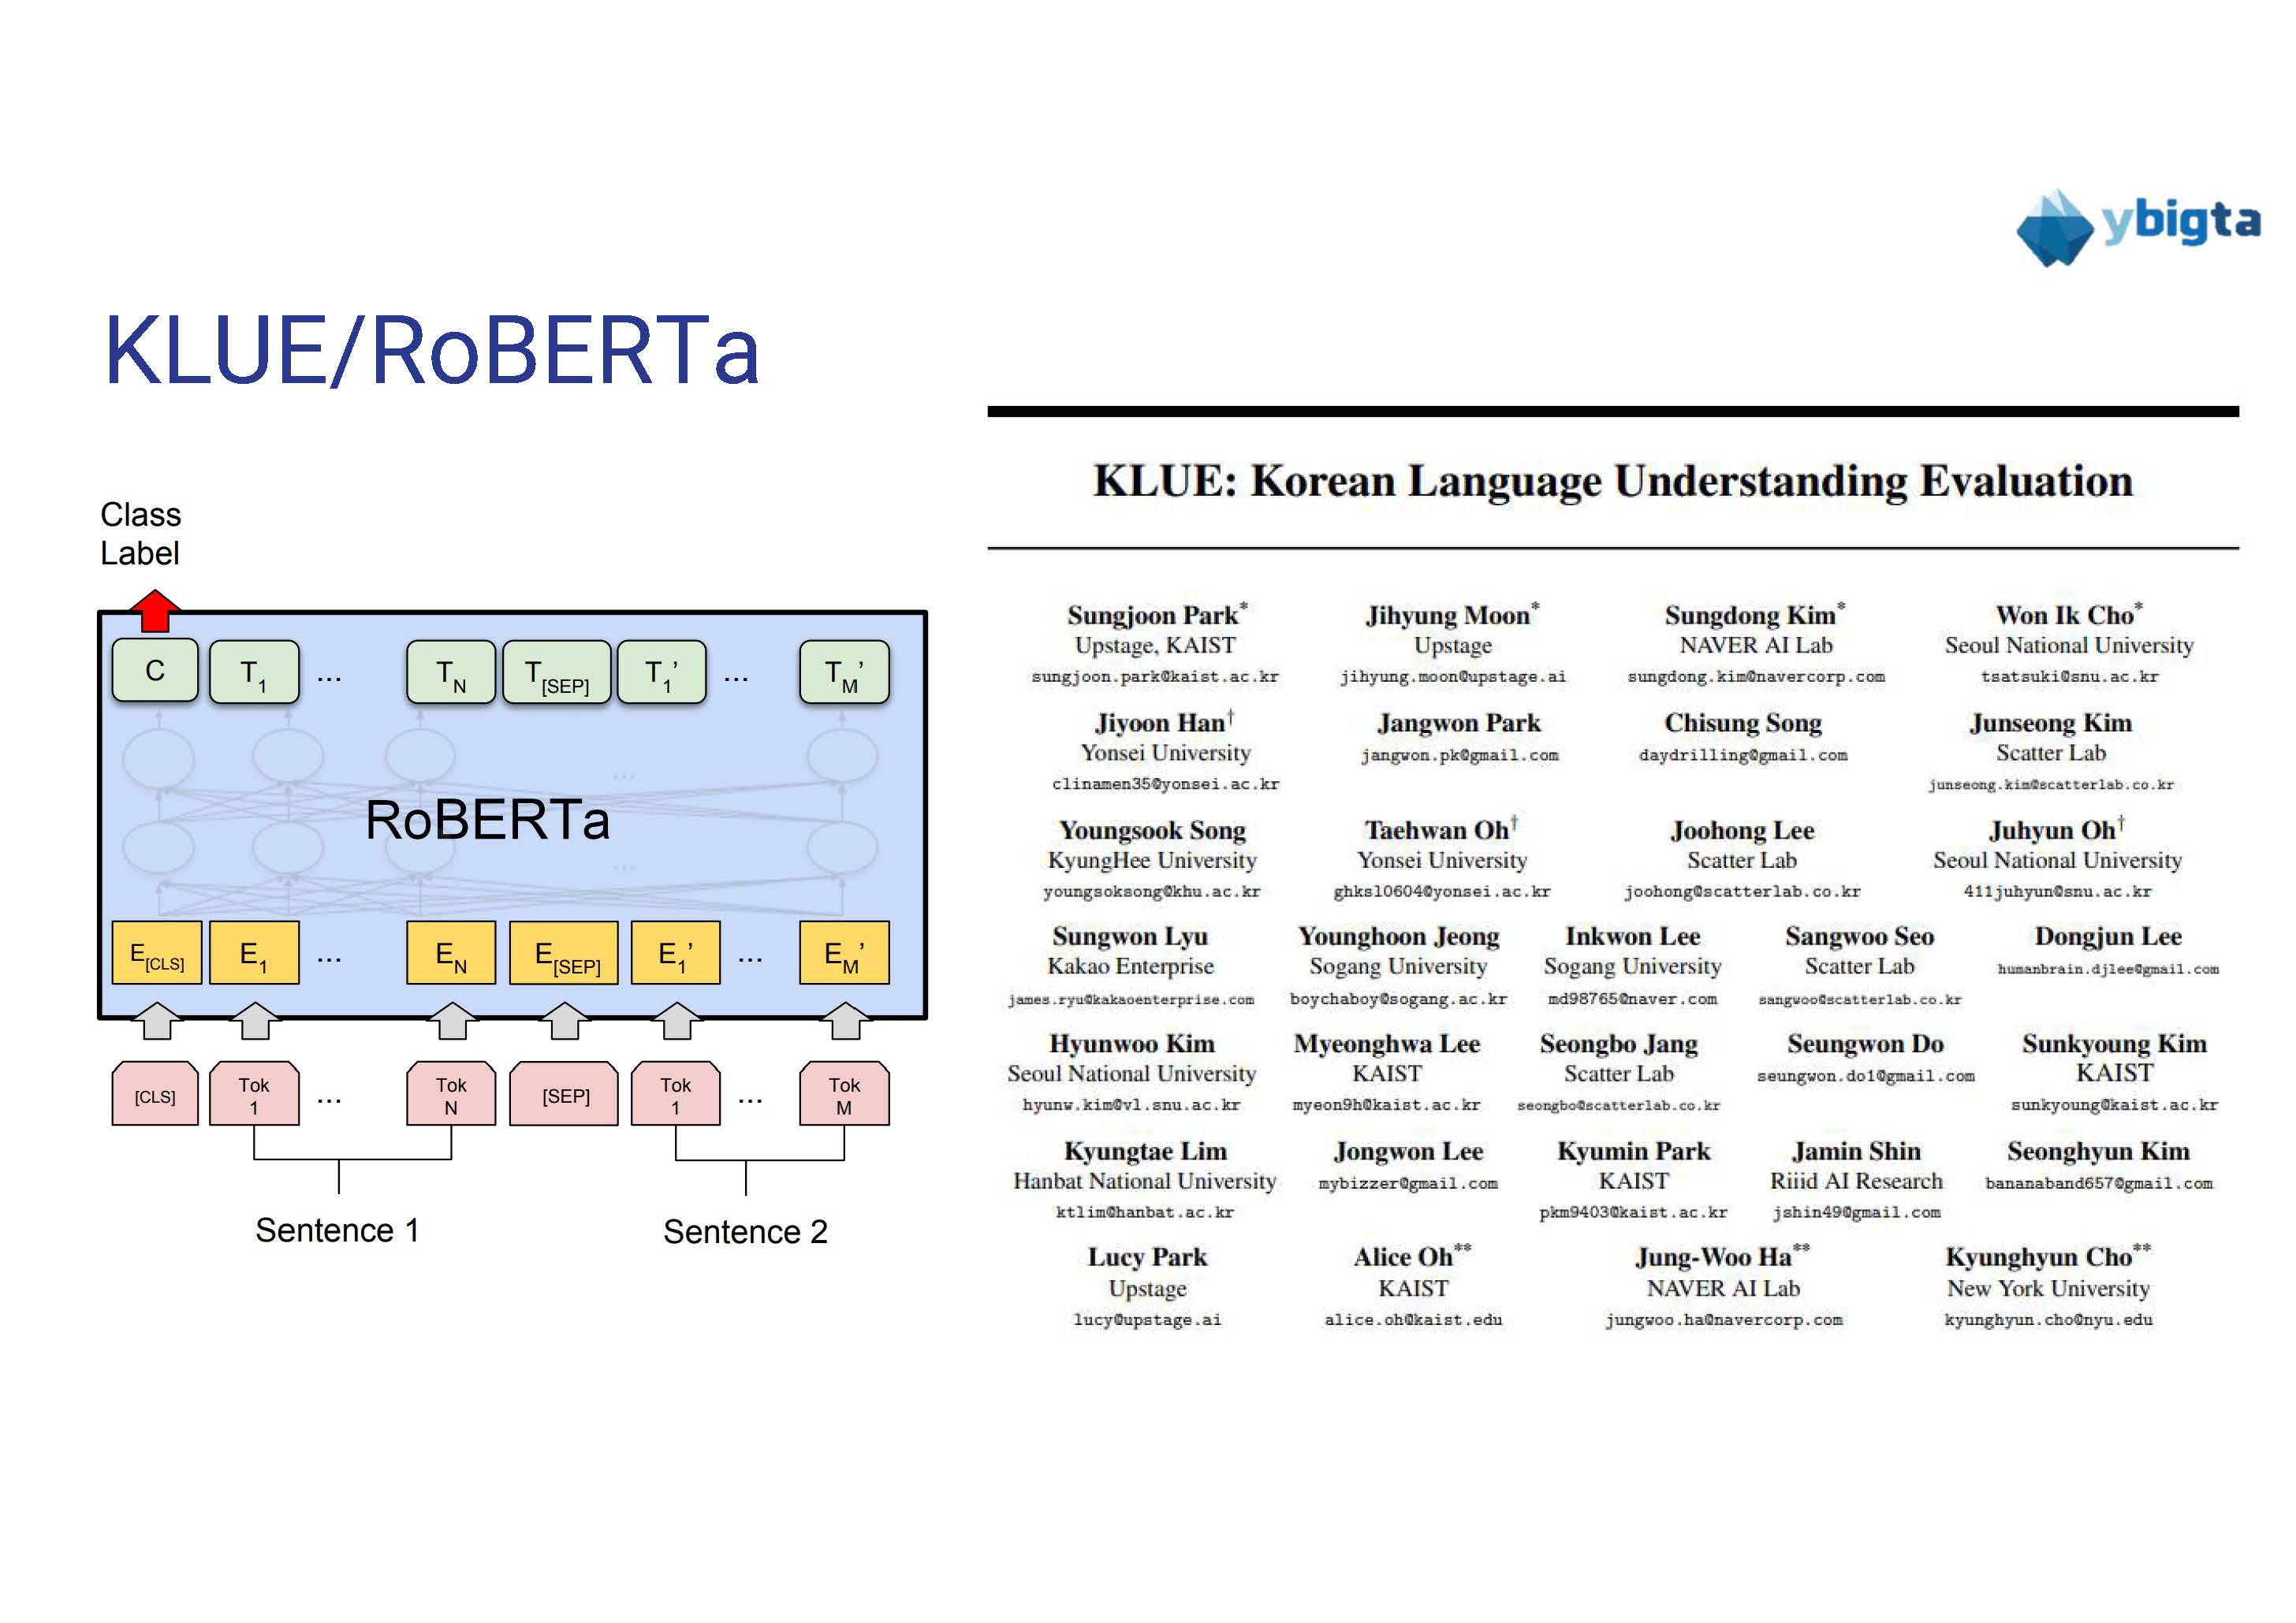 ybigta
KLUE/RoBERTa
Class
Label
C T1 ... TN T[SEP] T1’ ... TM’
...
RoBERTa
...
E[CLS] E1 ... EN E[SEP] E1’ ... EM’
[CLS] Tok 1 ... Tok N [SEP] Tok 1 ... Tok M
Sentence 1 Sentence 2
KLUE: Korean Language Understanding Evaluation
Sungjoon Park* Jihyung Moon* Sungdong Kim* Won Ik Cho*
Upstage, KAIST Upstage NAVER AI Lab Seoul National University
sungjoon.park@kaist.ac.kr jihyung.moon@upstage.ai sungdong.kim@navercorp.com tsatsuki@snu.ac.kr
Jiyoon Han† Jangwon Park Chisung Song Junseong Kim
Yonsei University jangwon.pk@gmail.com daydrilling@gmail.com Scatter Lab
clinamen35@yonsei.ac.kr junseong.kim@scatterlab.co.kr
Youngsook Song Taehwan Oh† Joohong Lee Juhyun Oh†
KyungHee University Yonsei University Scatter Lab Seoul National University
youngsoksong@khu.ac.kr ghksl0604@yonsei.ac.kr joohong@scatterlab.co.kr 411juhyun@snu.ac.kr
Sungwon Lyu Younghoon Jeong Inkwon Lee Sangwoo Seo Dongjun Lee
Kakao Enterprise Sogang University Sogang University Scatter Lab humanbrain.djlee@gmail.com
james.ryu@kakaoenterprise.com boychaboy@sogang.ac.kr md98765@naver.com sangwoo@scatterlab.co.kr
Hyunwoo Kim Myeonghwa Lee Seongbo Jang Seungwon Do Sunkyoung Kim
Seoul National University KAIST Scatter Lab seungwon.do1@gmail.com KAIST
hyunw.kim@vl.snu.ac.kr myeon9h@kaist.ac.kr seongbo@scatterlab.co.kr sunkyoung@kaist.ac.kr
Kyungtae Lim Jongwon Lee Kyumin Park Jamin Shin Seonghyun Kim
Hanbat National University mybizzer@gmail.com KAIST Riiid AI Research bananaband657@gmail.com
ktlim@hanbat.ac.kr pkm9403@kaist.ac.kr jshin49@gmail.com
Lucy Park Alice Oh** Jung-Woo Ha** Kyunghyun Cho**
Upstage KAIST NAVER AI Lab New York University
lucy@upstage.ai alice.oh@kaist.edu jungwoo.ha@navercorp.com kyunghyun.cho@nyu.edu